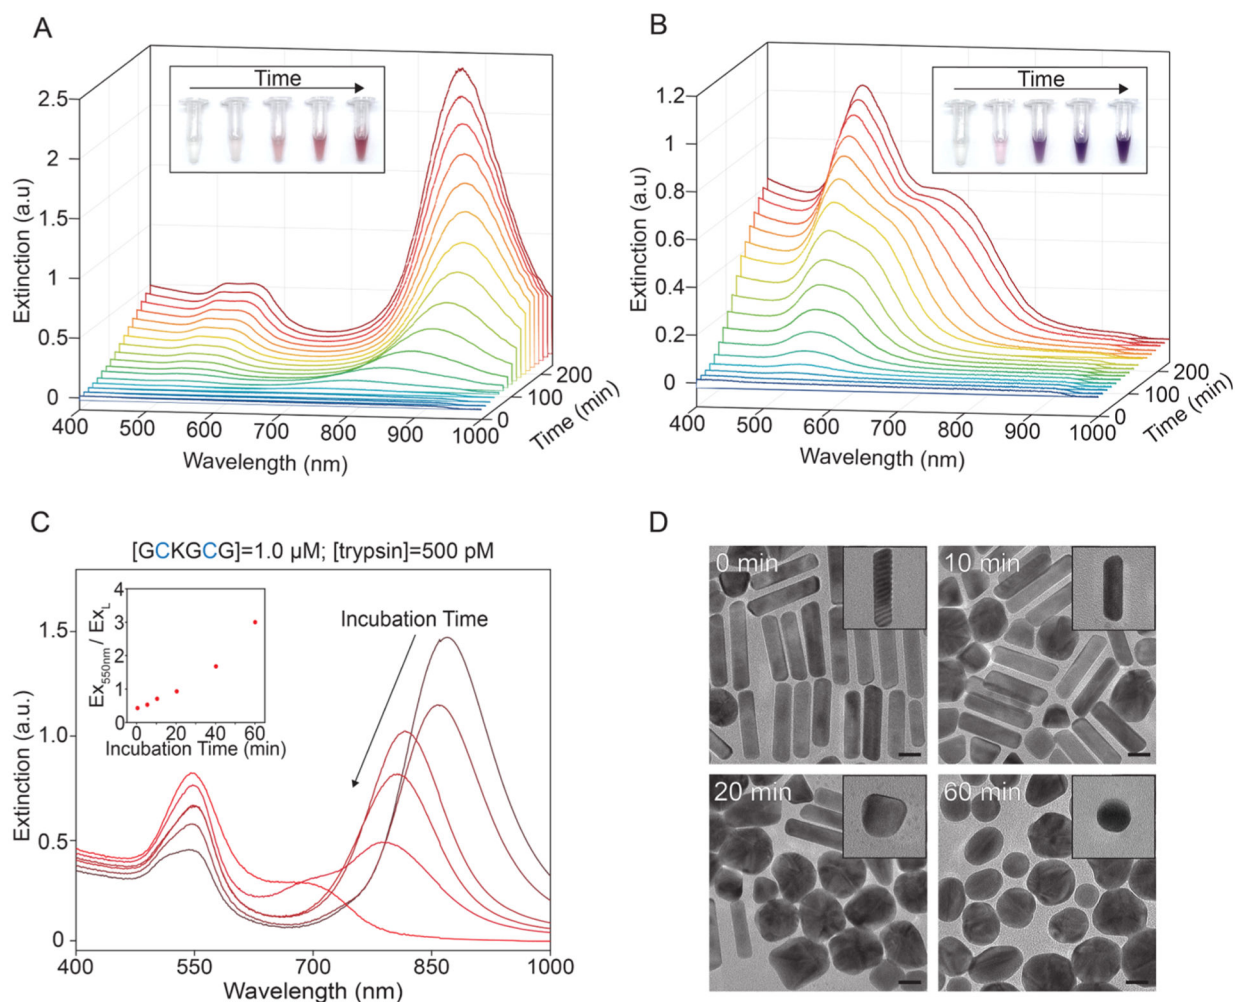 A
Time
2.5
2
1.5
1
0.5
0
Extinction (a.u)
400
500
600
700
800
900
1000
Wavelength (nm)
0
100
200
Time (min)
B
Time
1.2
1
0.8
0.6
0.4
0.2
0
Extinction (a.u)
400
500
600
700
800
900
1000
Wavelength (nm)
0
100
200
Time (min)
C
[GCKGCG]=1.0 µM; [trypsin]=500 pM
4
3
2
1
0
Ex550nm / ExL
0 10 20 30 40 50 60
Incubation Time (min)
Incubation Time
1.5
1.0
0.5
0
Extinction (a.u.)
400
550
700
850
1000
Wavelength (nm)
D
0 min
10 min
20 min
60 min